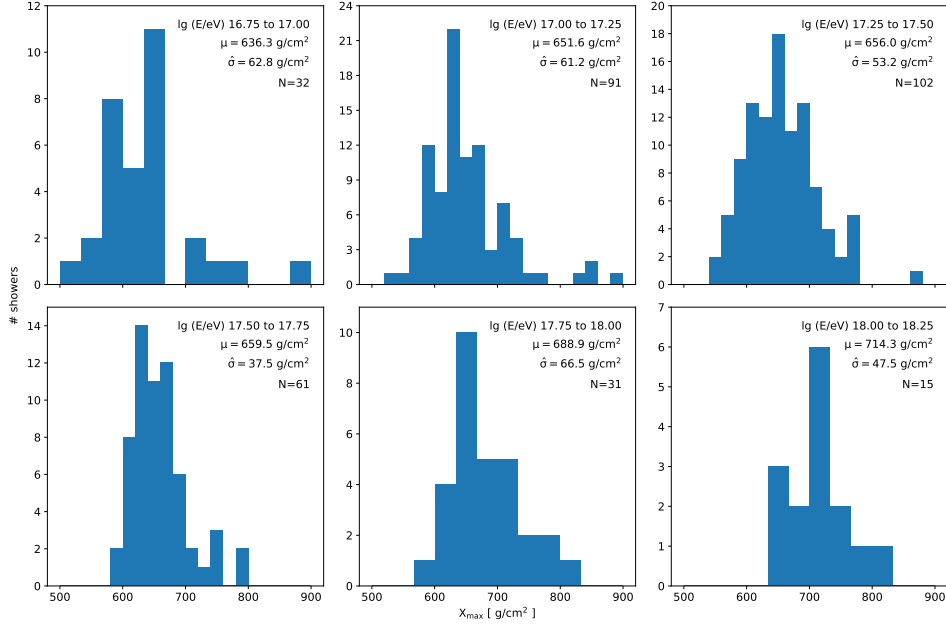 lg (E/eV) 16.75 to 17.00
μ = 636.3 g/cm²
σ̂ = 62.8 g/cm²
N=32
12
10
8
6
4
2
0
500 600 700 800 900
lg (E/eV) 17.00 to 17.25
μ = 651.6 g/cm²
σ̂ = 61.2 g/cm²
N=91
24
21
18
15
12
9
6
3
0
lg (E/eV) 17.25 to 17.50
μ = 656.0 g/cm²
σ̂ = 53.2 g/cm²
N=102
20
18
16
14
12
10
8
6
4
2
0
# showers
lg (E/eV) 17.50 to 17.75
μ = 659.5 g/cm²
σ̂ = 37.5 g/cm²
N=61
14
12
10
8
6
4
2
0
lg (E/eV) 17.75 to 18.00
μ = 688.9 g/cm²
σ̂ = 66.5 g/cm²
N=31
10
8
6
4
2
0
500 600 700 800 900
Xmax [ g/cm² ]
lg (E/eV) 18.00 to 18.25
μ = 714.3 g/cm²
σ̂ = 47.5 g/cm²
N=15
7
6
5
4
3
2
1
0
500 600 700 800 900